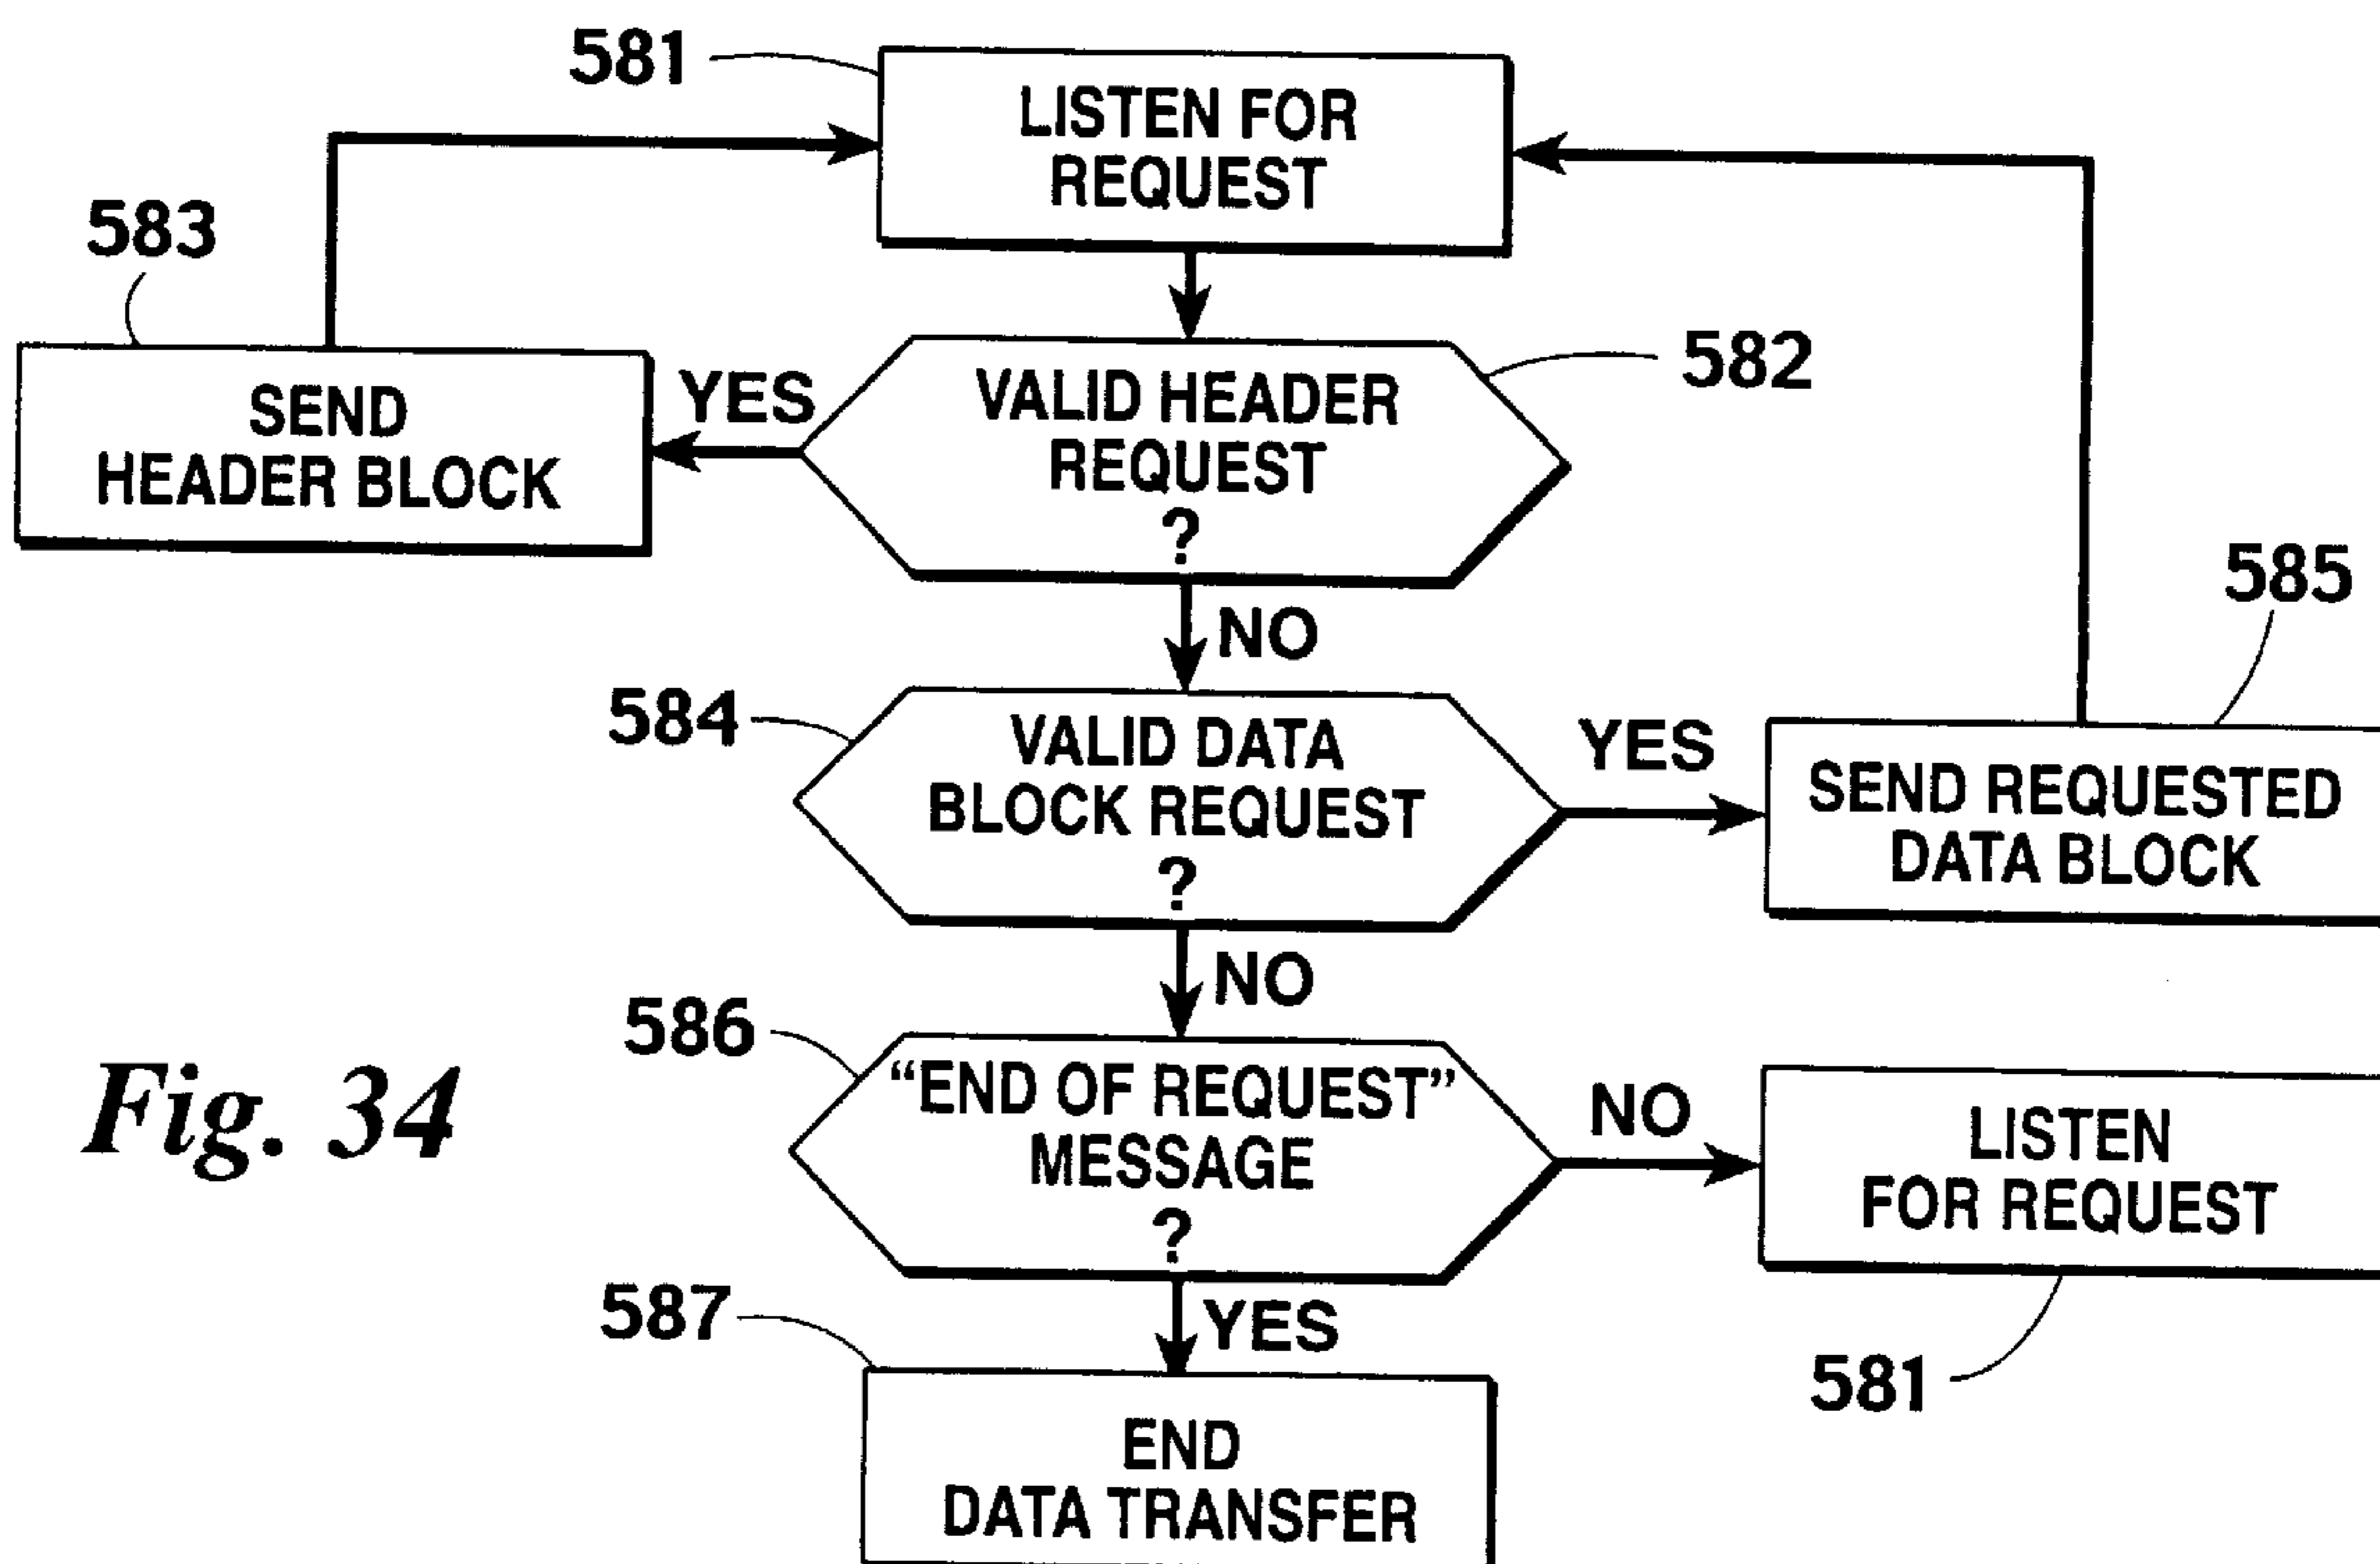 581
LISTEN FOR
REQUEST
583
SEND
HEADER BLOCK
YES
VALID HEADER
REQUEST
?
582
NO
584
VALID DATA
BLOCK REQUEST
?
YES
585
SEND REQUESTED
DATA BLOCK
NO
586
"END OF REQUEST"
MESSAGE
?
NO
LISTEN
FOR REQUEST
581
Fig. 34
YES
587
END
DATA TRANSFER